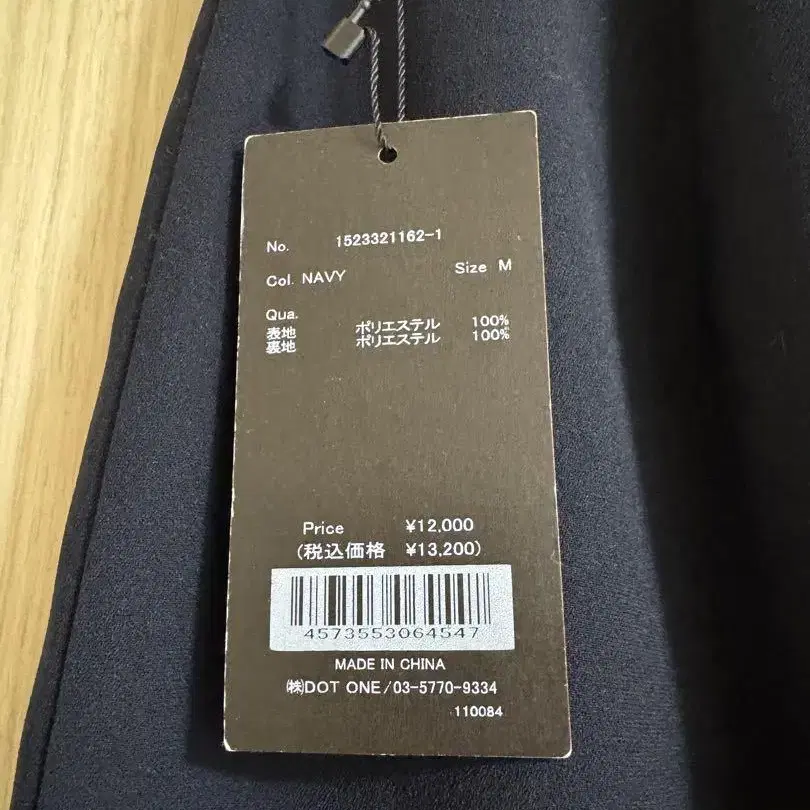 No. 1523321162-1
Col. NAVY Size M
Qua.
表地 ポリエステル 100%
裏地 ポリエステル 100%
Price ¥12,000
(税込価格 ¥13,200)
4573553064547
MADE IN CHINA
㈱DOT ONE/03-5770-9334
110084